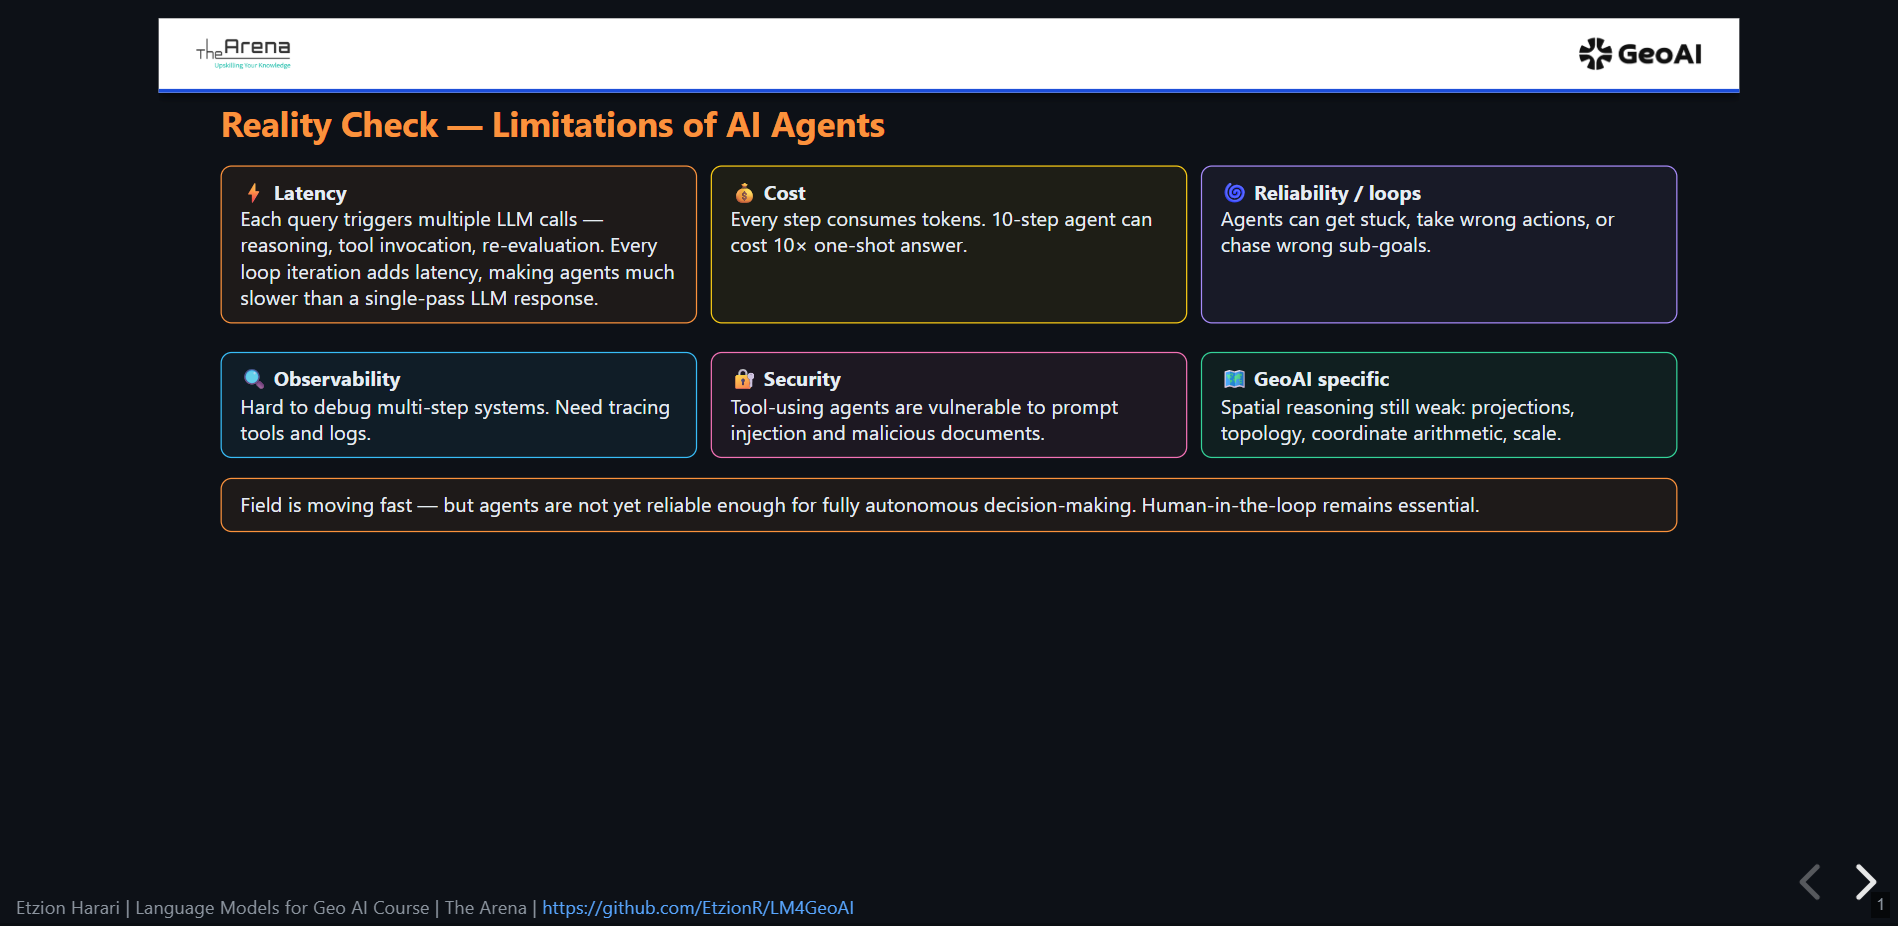 The Arena
Upskilling Your Knowledge
GeoAI
Reality Check — Limitations of AI Agents
Latency
Each query triggers multiple LLM calls —
reasoning, tool invocation, re-evaluation. Every
loop iteration adds latency, making agents much
slower than a single-pass LLM response.
Cost
Every step consumes tokens. 10-step agent can
cost 10× one-shot answer.
Reliability / loops
Agents can get stuck, take wrong actions, or
chase wrong sub-goals.
Observability
Hard to debug multi-step systems. Need tracing
tools and logs.
Security
Tool-using agents are vulnerable to prompt
injection and malicious documents.
GeoAI specific
Spatial reasoning still weak: projections,
topology, coordinate arithmetic, scale.
Field is moving fast — but agents are not yet reliable enough for fully autonomous decision-making. Human-in-the-loop remains essential.
Etzion Harari | Language Models for Geo AI Course | The Arena | https://github.com/EtzionR/LM4GeoAI
1